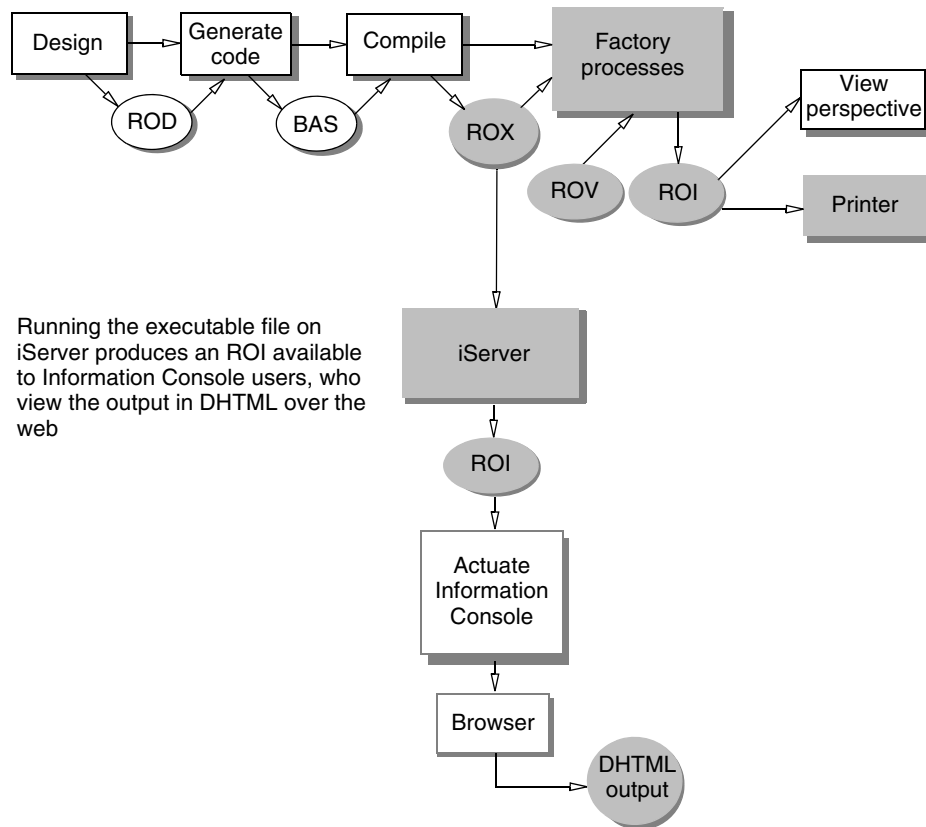 Design
Generate
code
Compile
Factory
processes
View
perspective
ROD
BAS
ROX
ROV
ROI
Printer
Running the executable file on
iServer produces an ROI available
to Information Console users, who
view the output in DHTML over the
web
iServer
ROI
Actuate
Information
Console
Browser
DHTML
output